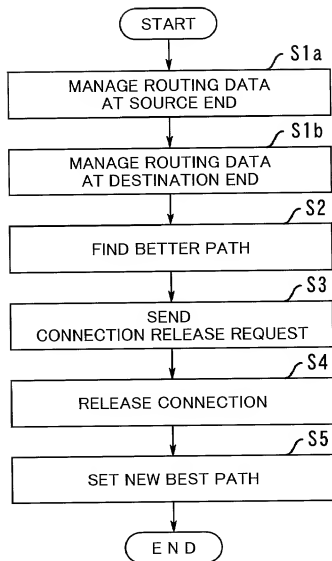 START
S1a
MANAGE ROUTING DATA
AT SOURCE END
S1b
MANAGE ROUTING DATA
AT DESTINATION END
S2
FIND BETTER PATH
S3
SEND
CONNECTION RELEASE REQUEST
S4
RELEASE CONNECTION
S5
SET NEW BEST PATH
END